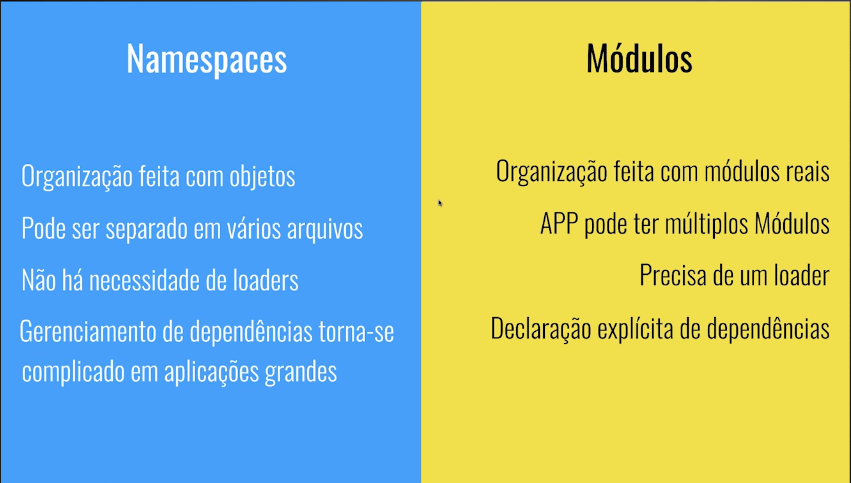 Namespaces
Organização feita com objetos
Pode ser separado em vários arquivos
Não há necessidade de loaders
Gerenciamento de dependências torna-se
complicado em aplicações grandes
Módulos
Organização feita com módulos reais
APP pode ter múltiplos Módulos
Precisa de um loader
Declaração explícita de dependências